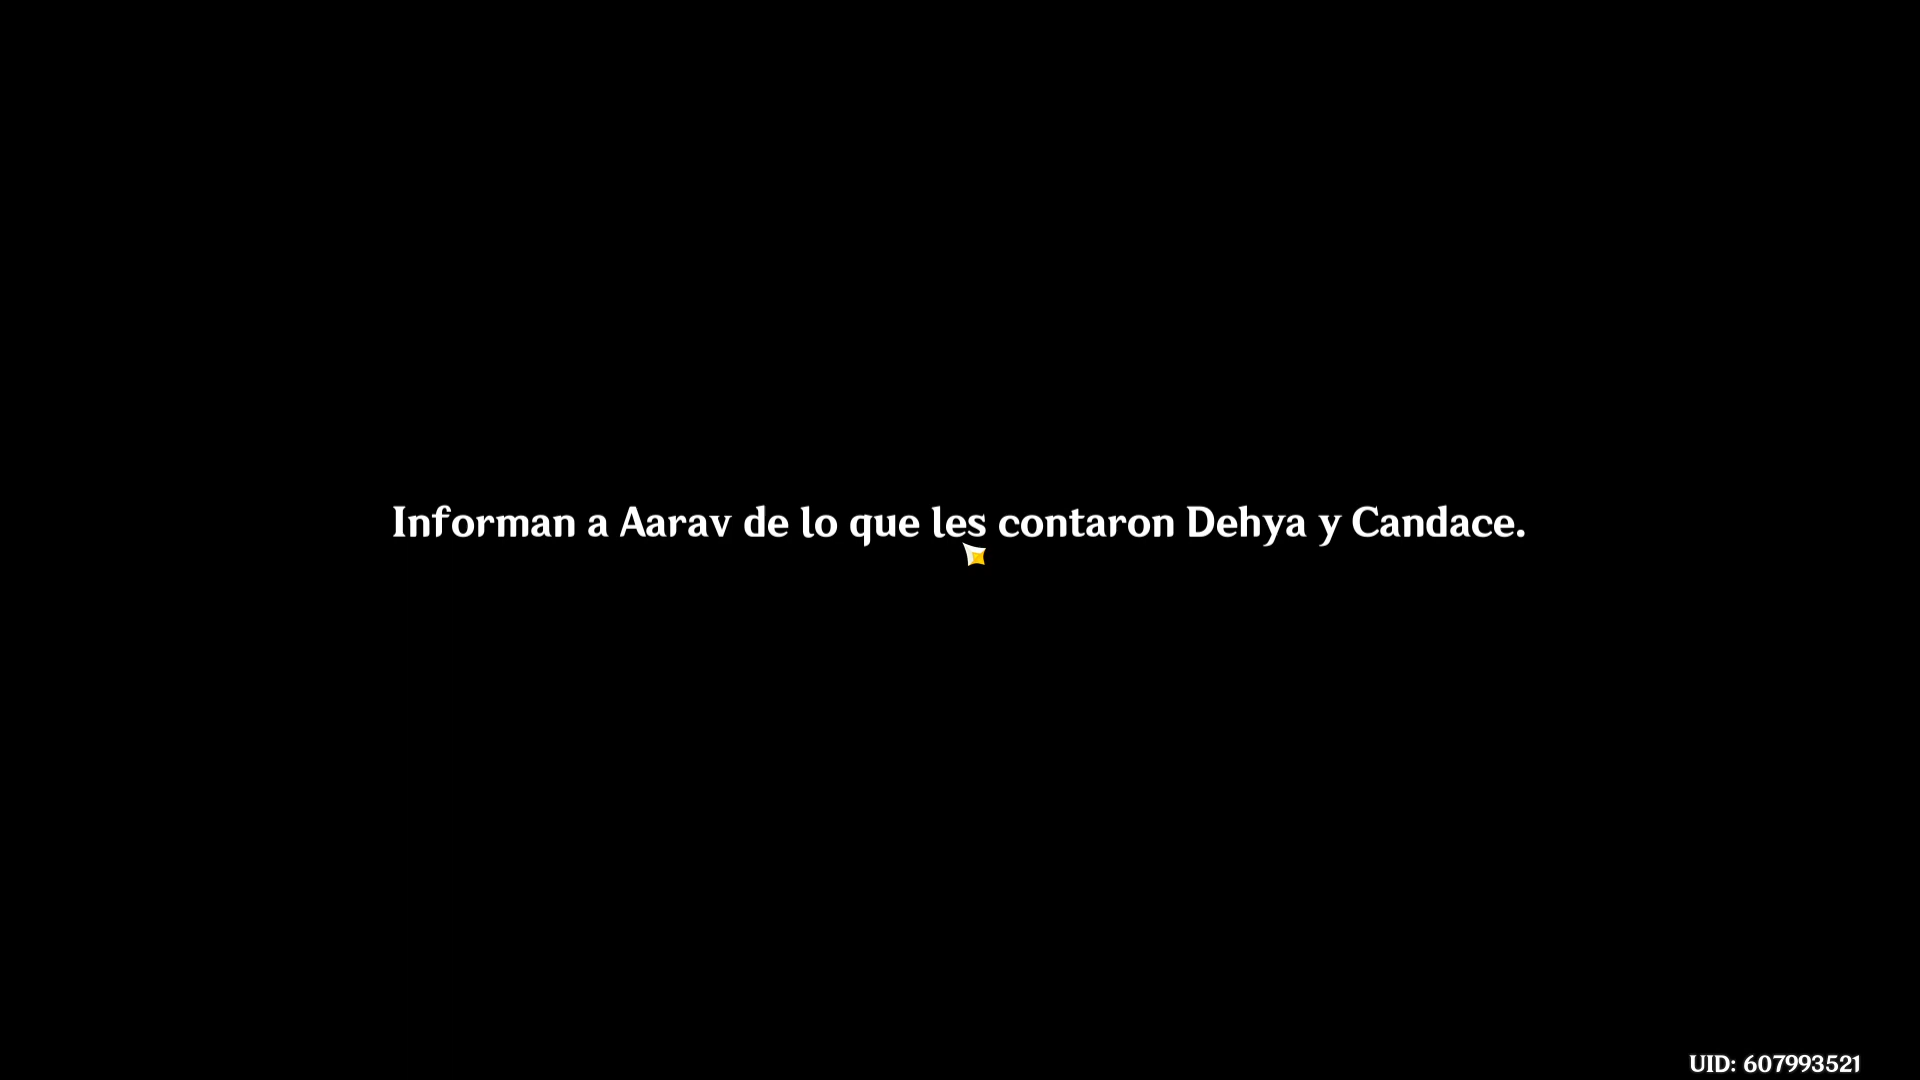 Informan a Aarav de lo que les contaron Dehya y Candace.
UID: 607993521